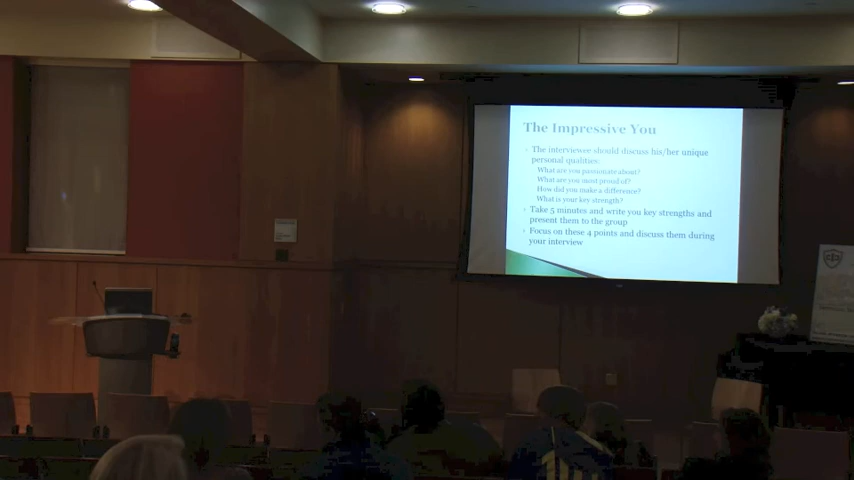 The Impressive You
The interviewee should discuss his/her unique
personal qualities:
What are you passionate about?
What are you most proud of?
How did you make a difference?
What is your key strength?
Take 5 minutes and write you key strengths and
present them to the group
Focus on these 4 points and discuss them during
your interview